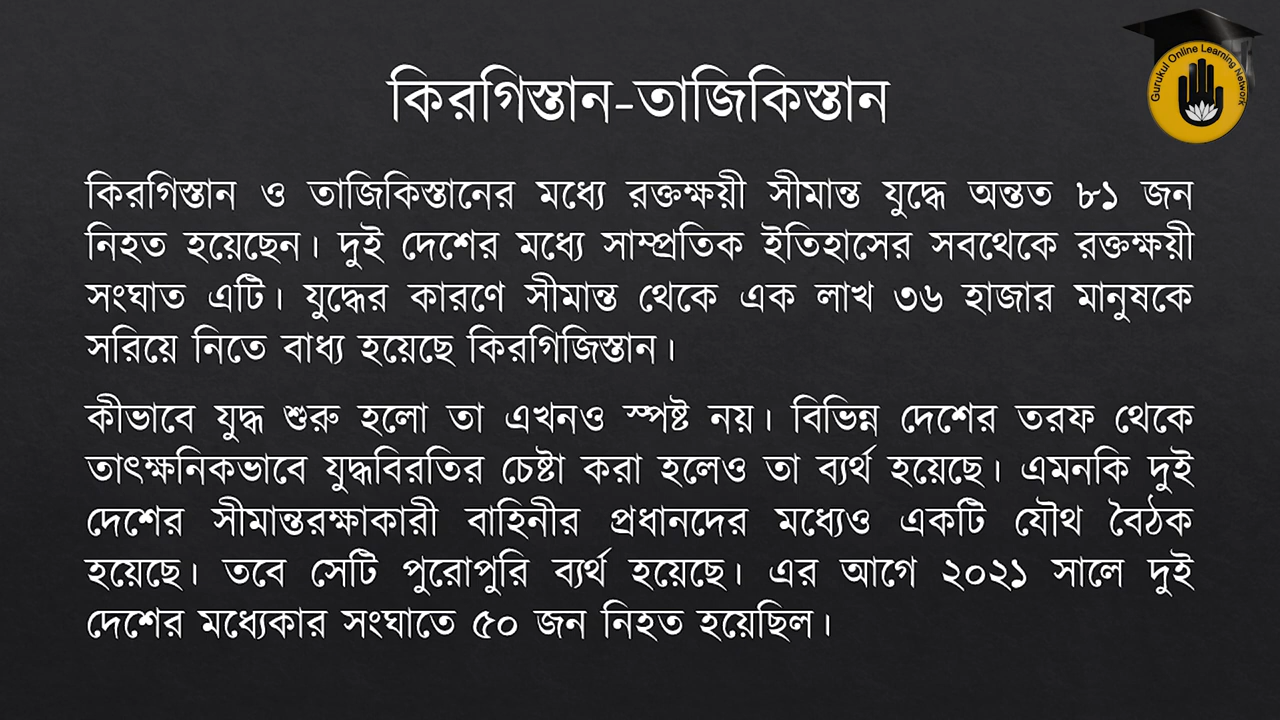 Gurukul Online Learning Network
কিরগিস্তান-তাজিকিস্তান
কিরগিস্তান ও তাজিকিস্তানের মধ্যে রক্তক্ষয়ী সীমান্ত যুদ্ধে অন্তত ৮১ জন
নিহত হয়েছেন। দুই দেশের মধ্যে সাম্প্রতিক ইতিহাসের সবথেকে রক্তক্ষয়ী
সংঘাত এটি। যুদ্ধের কারণে সীমান্ত থেকে এক লাখ ৩৬ হাজার মানুষকে
সরিয়ে নিতে বাধ্য হয়েছে কিরগিজিস্তান।
কীভাবে যুদ্ধ শুরু হলো তা এখনও স্পষ্ট নয়। বিভিন্ন দেশের তরফ থেকে
তাৎক্ষনিকভাবে যুদ্ধবিরতির চেষ্টা করা হলেও তা ব্যর্থ হয়েছে। এমনকি দুই
দেশের সীমান্তরক্ষাকারী বাহিনীর প্রধানদের মধ্যেও একটি যৌথ বৈঠক
হয়েছে। তবে সেটি পুরোপুরি ব্যর্থ হয়েছে। এর আগে ২০২১ সালে দুই
দেশের মধ্যেকার সংঘাতে ৫০ জন নিহত হয়েছিল।